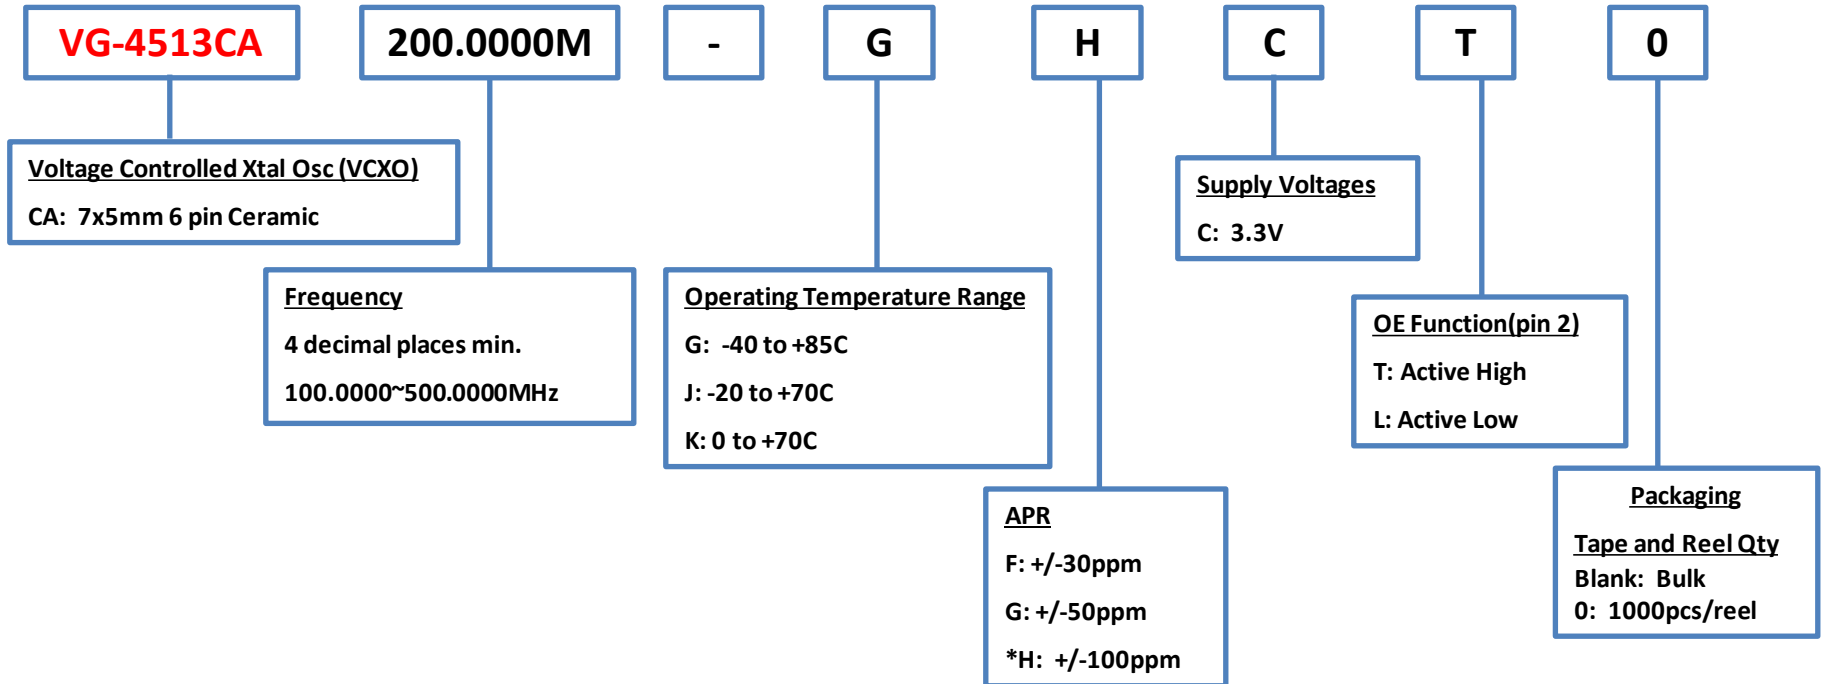 VG-4513CA 200.0000M - G H C T 0
Voltage Controlled Xtal Osc (VCXO)
CA: 7x5mm 6 pin Ceramic
Frequency
4 decimal places min.
100.0000~500.0000MHz
Operating Temperature Range
G: -40 to +85C
J: -20 to +70C
K: 0 to +70C
APR
F: +/-30ppm
G: +/-50ppm
*H: +/-100ppm
Supply Voltages
C: 3.3V
OE Function(pin 2)
T: Active High
L: Active Low
Packaging
Tape and Reel Qty
Blank: Bulk
0: 1000pcs/reel